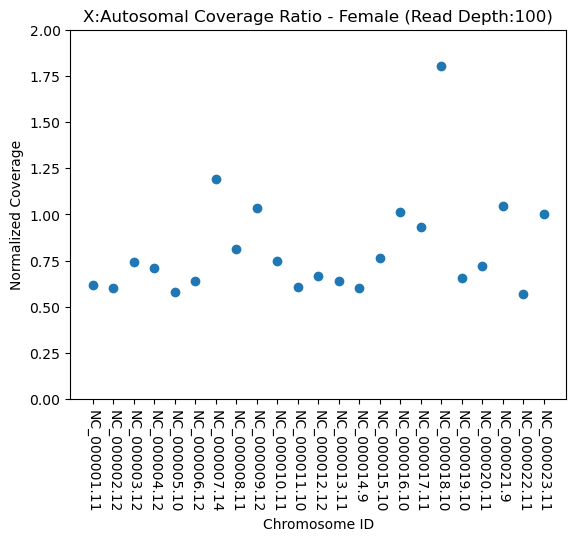 X:Autosomal Coverage Ratio - Female (Read Depth:100)
2.00
1.75
1.50
1.25
1.00
0.75
0.50
0.25
0.00
Normalized Coverage
NC_000001.11
NC_000002.12
NC_000003.12
NC_000004.12
NC_000005.10
NC_000006.12
NC_000007.14
NC_000008.11
NC_000009.12
NC_000010.11
NC_000011.10
NC_000012.12
NC_000013.11
NC_000014.9
NC_000015.10
NC_000016.10
NC_000017.11
NC_000018.10
NC_000019.10
NC_000020.11
NC_000021.9
NC_000022.11
NC_000023.11
Chromosome ID